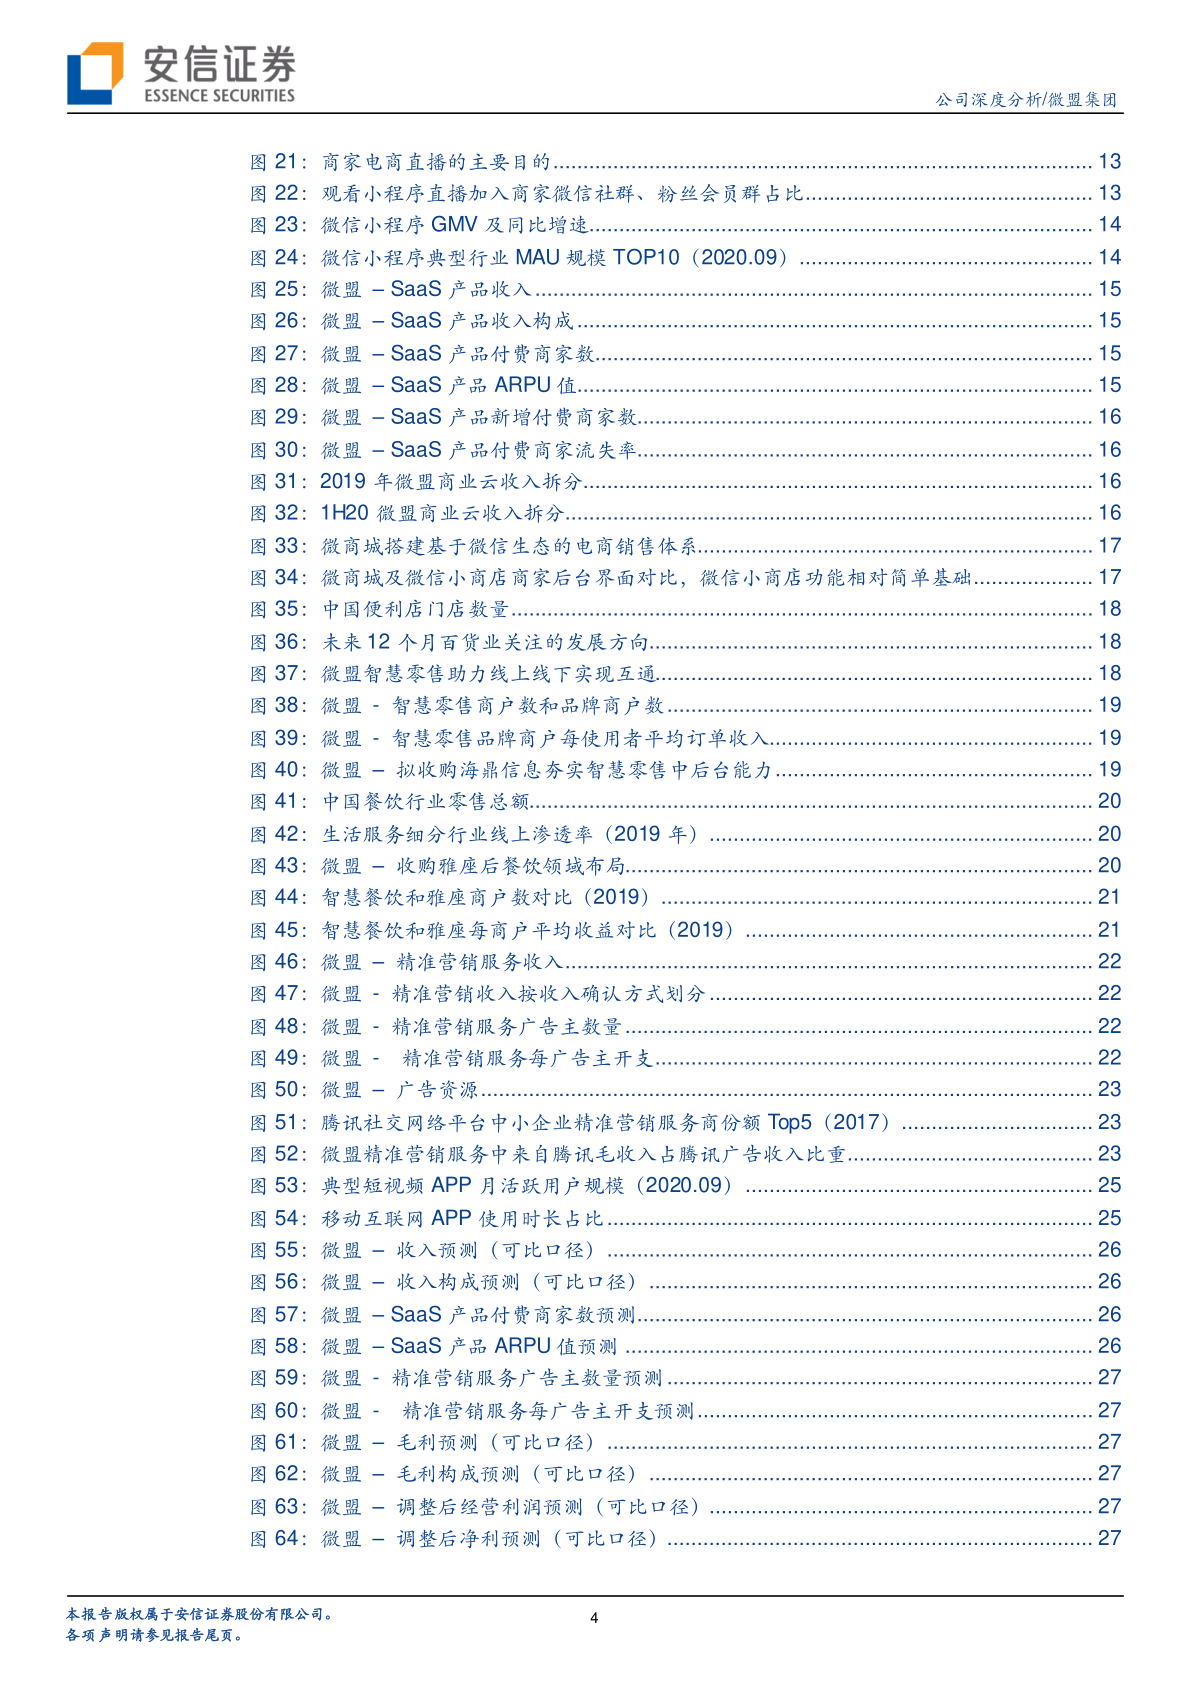 安信证券
ESSENCE SECURITIES
公司深度分析/微盟集团
图 21：商家电商直播的主要目的 13
图 22：观看小程序直播加入商家微信社群、粉丝会员群占比 13
图 23：微信小程序 GMV 及同比增速 14
图 24：微信小程序典型行业 MAU 规模 TOP10（2020.09） 14
图 25：微盟 – SaaS 产品收入 15
图 26：微盟 – SaaS 产品收入构成 15
图 27：微盟 – SaaS 产品付费商家数 15
图 28：微盟 – SaaS 产品 ARPU 值 15
图 29：微盟 – SaaS 产品新增付费商家数 16
图 30：微盟 – SaaS 产品付费商家流失率 16
图 31：2019 年微盟商业云收入拆分 16
图 32：1H20 微盟商业云收入拆分 16
图 33：微商城搭建基于微信生态的电商销售体系 17
图 34：微商城及微信小商店商家后台界面对比，微信小商店功能相对简单基础 17
图 35：中国便利店门店数量 18
图 36：未来 12 个月百货业关注的发展方向 18
图 37：微盟智慧零售助力线上线下实现互通 18
图 38：微盟 - 智慧零售商户数和品牌商户数 19
图 39：微盟 - 智慧零售品牌商户每使用者平均订单收入 19
图 40：微盟 – 拟收购海鼎信息夯实智慧零售中后台能力 19
图 41：中国餐饮行业零售总额 20
图 42：生活服务细分行业线上渗透率（2019 年） 20
图 43：微盟 – 收购雅座后餐饮领域布局 20
图 44：智慧餐饮和雅座商户数对比（2019） 21
图 45：智慧餐饮和雅座每商户平均收益对比（2019） 21
图 46：微盟 – 精准营销服务收入 22
图 47：微盟 - 精准营销收入按收入确认方式划分 22
图 48：微盟 - 精准营销服务广告主数量 22
图 49：微盟 - 精准营销服务每广告主开支 22
图 50：微盟 – 广告资源 23
图 51：腾讯社交网络平台中小企业精准营销服务商份额 Top5（2017） 23
图 52：微盟精准营销服务中来自腾讯毛收入占腾讯广告收入比重 23
图 53：典型短视频 APP 月活跃用户规模（2020.09） 25
图 54：移动互联网 APP 使用时长占比 25
图 55：微盟 – 收入预测（可比口径） 26
图 56：微盟 – 收入构成预测（可比口径） 26
图 57：微盟 – SaaS 产品付费商家数预测 26
图 58：微盟 – SaaS 产品 ARPU 值预测 26
图 59：微盟 - 精准营销服务广告主数量预测 27
图 60：微盟 - 精准营销服务每广告主开支预测 27
图 61：微盟 – 毛利预测（可比口径） 27
图 62：微盟 – 毛利构成预测（可比口径） 27
图 63：微盟 – 调整后经营利润预测（可比口径） 27
图 64：微盟 – 调整后净利预测（可比口径） 27
本报告版权属于安信证券股份有限公司。
4
各项声明请参见报告尾页。